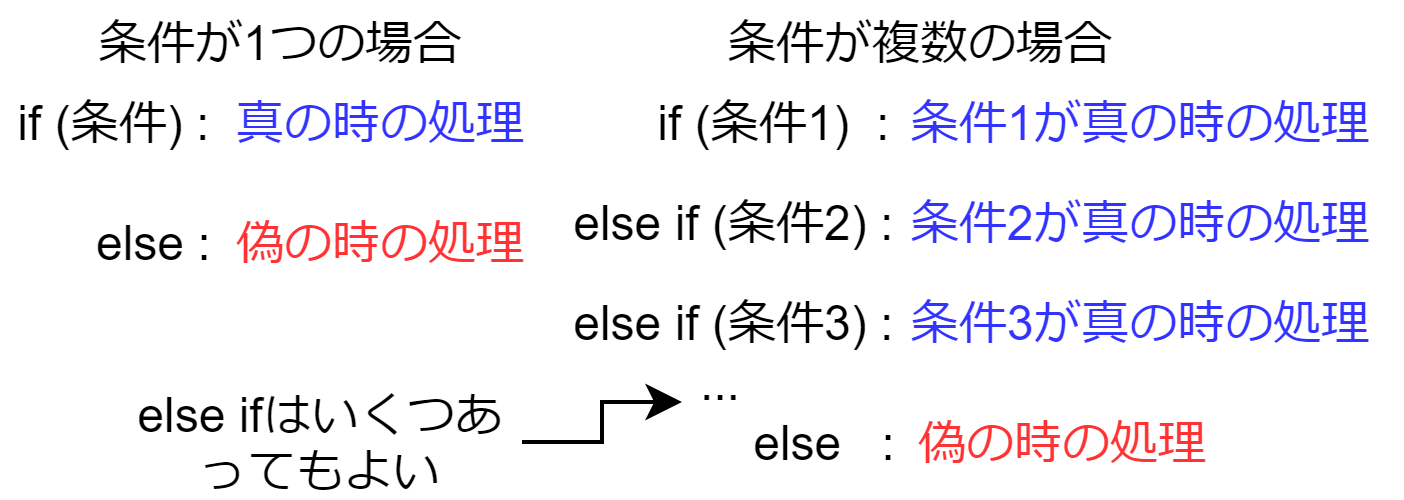 条件が1つの場合
if (条件) : 真の時の処理
else : 偽の時の処理
else ifはいくつあ
ってもよい
条件が複数の場合
if (条件1) : 条件1が真の時の処理
else if (条件2) : 条件2が真の時の処理
else if (条件3) : 条件3が真の時の処理
...
else : 偽の時の処理